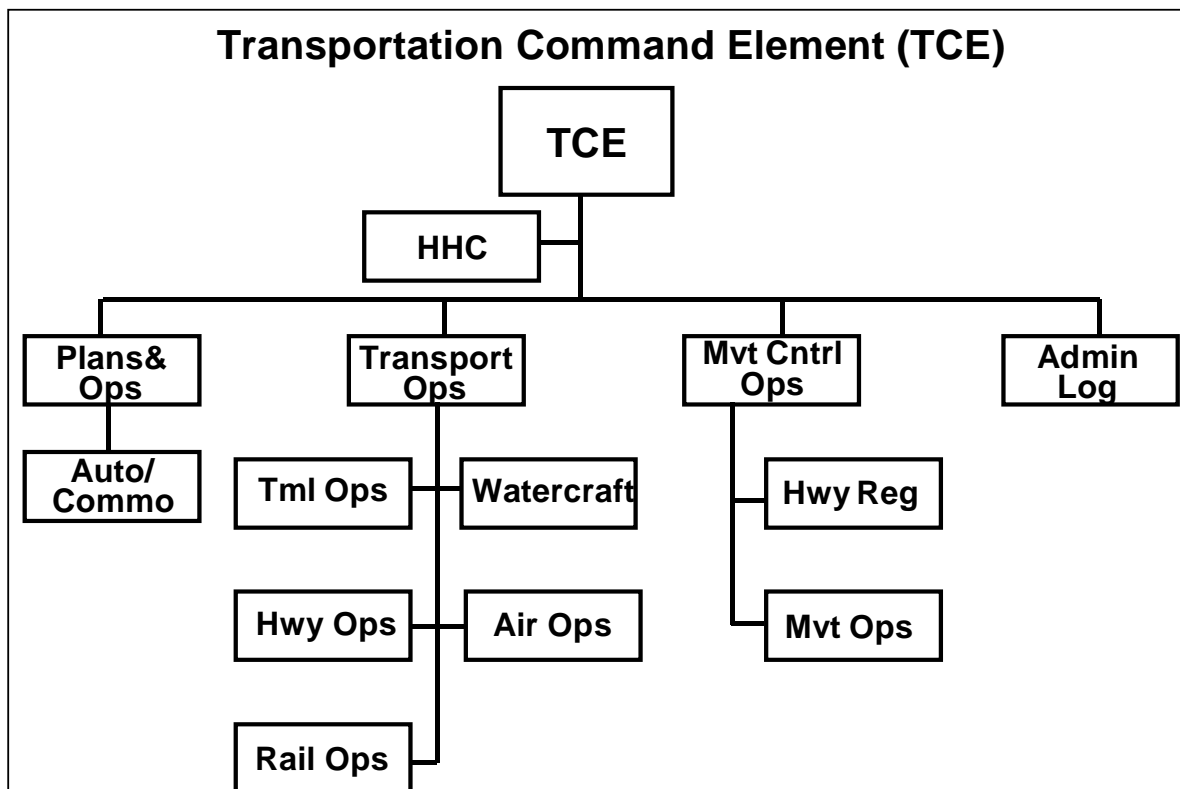 Transportation Command Element (TCE)
TCE
HHC
Plans&
Ops
Transport
Ops
Mvt Cntrl
Ops
Admin
Log
Auto/
Commo
Tml Ops
Watercraft
Hwy Reg
Hwy Ops
Air Ops
Mvt Ops
Rail Ops